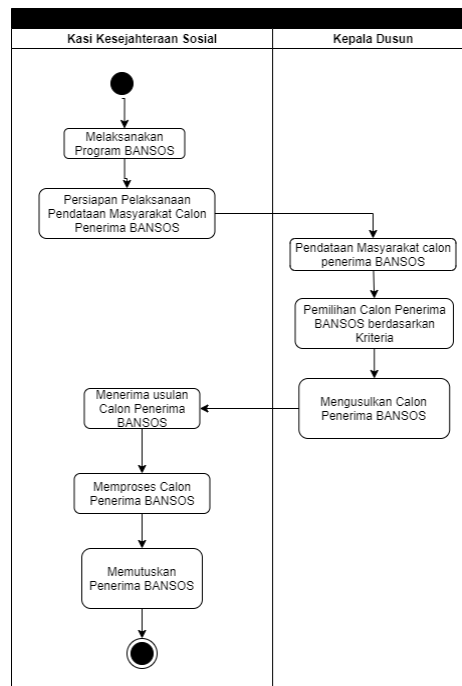 Kasi Kesejahteraan Sosial
Kepala Dusun
Melaksanakan
Program BANSOS
Persiapan Pelaksanaan
Pendataan Masyarakat Calon
Penerima BANSOS
Pendataan Masyarakat calon
penerima BANSOS
Pemilihan Calon Penerima
BANSOS berdasarkan
Kriteria
Mengusulkan Calon
Penerima BANSOS
Menerima usulan
Calon Penerima
BANSOS
Memproses Calon
Penerima BANSOS
Memutuskan
Penerima BANSOS